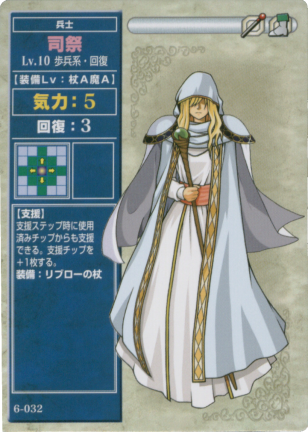 兵士
司祭
Lv.10 歩兵系・回復
【装備Lv:杖A魔A】
気力:5
回復:3
【支援】
支援ステップ時に使用
済みチップからも支援
できる。支援チップを
+1枚する。
装備:リブローの杖
6-032